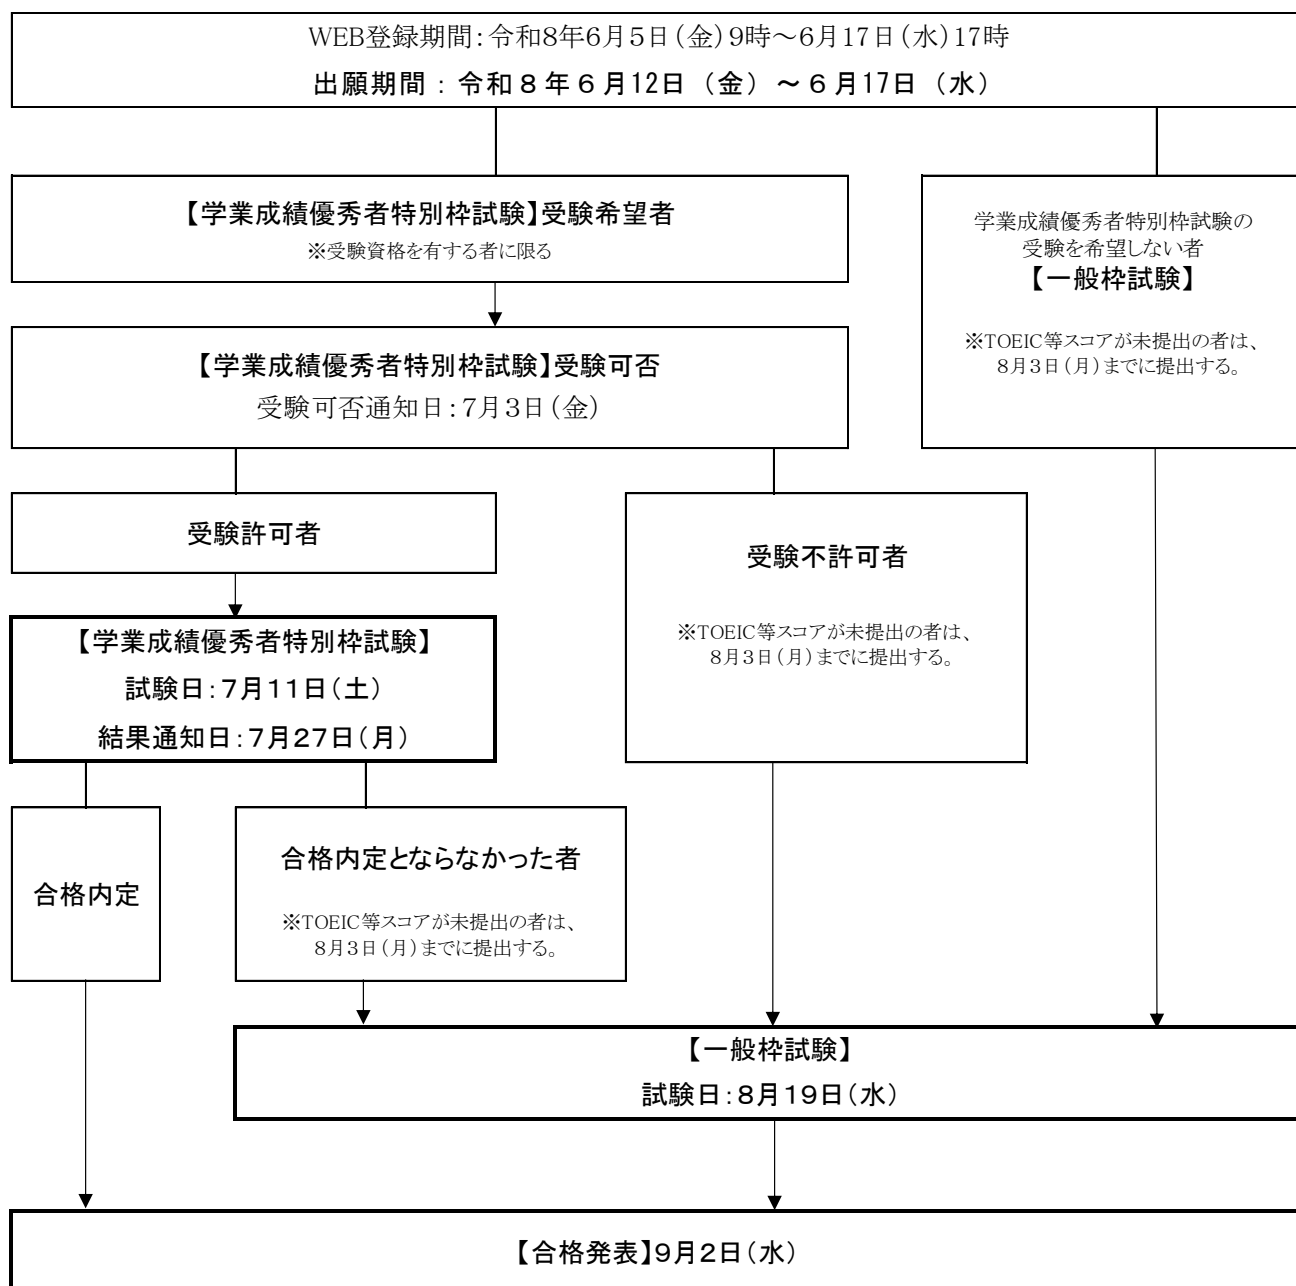 WEB登録期間：令和8年6月5日（金）9時～6月17日（水）17時
出願期間：令和８年６月12日（金）～６月17日（水）
【学業成績優秀者特別枠試験】受験希望者
※受験資格を有する者に限る
学業成績優秀者特別枠試験の
受験を希望しない者
【一般枠試験】
※TOEIC等スコアが未提出の者は、
８月３日（月）までに提出する。
【学業成績優秀者特別枠試験】受験可否
受験可否通知日：７月３日（金）
受験許可者
受験不許可者
※TOEIC等スコアが未提出の者は、
８月３日（月）までに提出する。
【学業成績優秀者特別枠試験】
試験日：７月１１日（土）
結果通知日：７月２７日（月）
合格内定
合格内定とならなかった者
※TOEIC等スコアが未提出の者は、
８月３日（月）までに提出する。
【一般枠試験】
試験日：８月１９日（水）
【合格発表】９月２日（水）